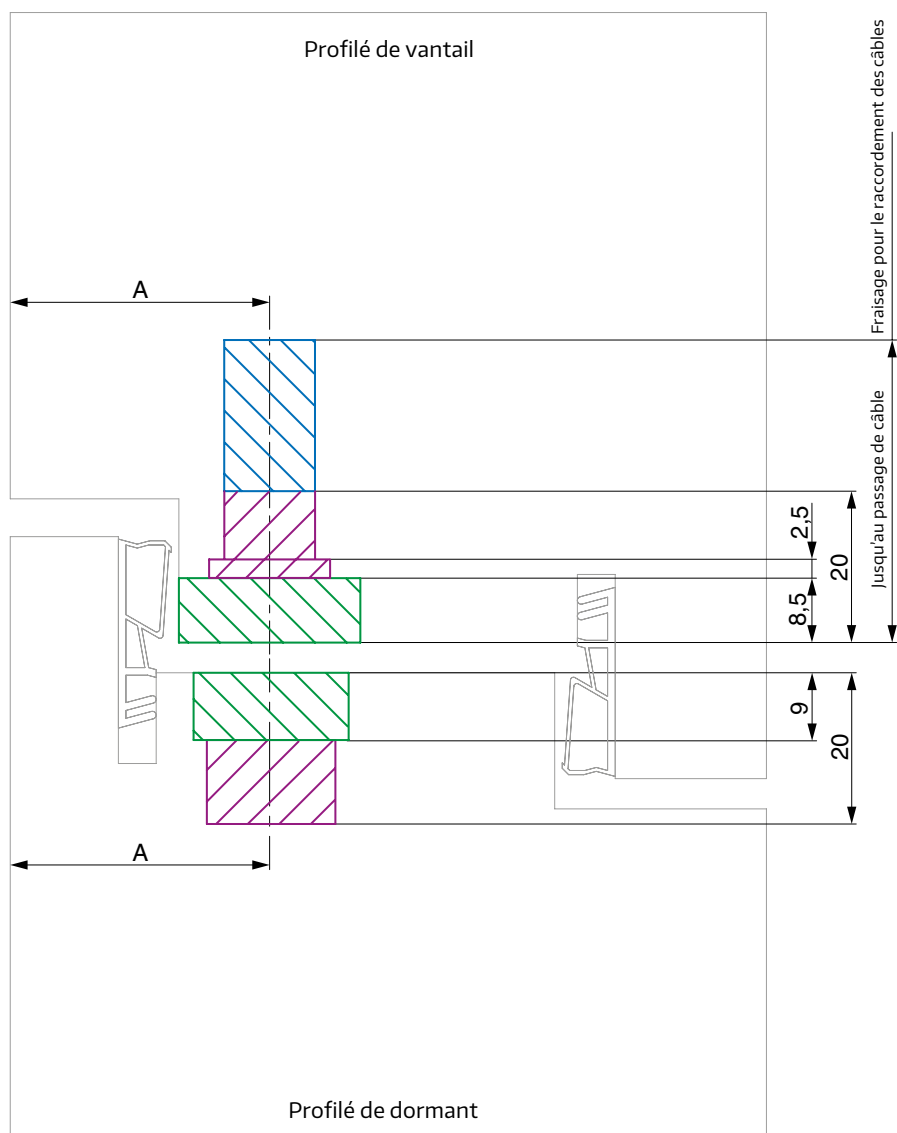 Profilé de vantail
Fraisage pour le raccordement des câbles
A
Jusqu'au passage de câble
2,5
20
8,5
9
20
A
Profilé de dormant